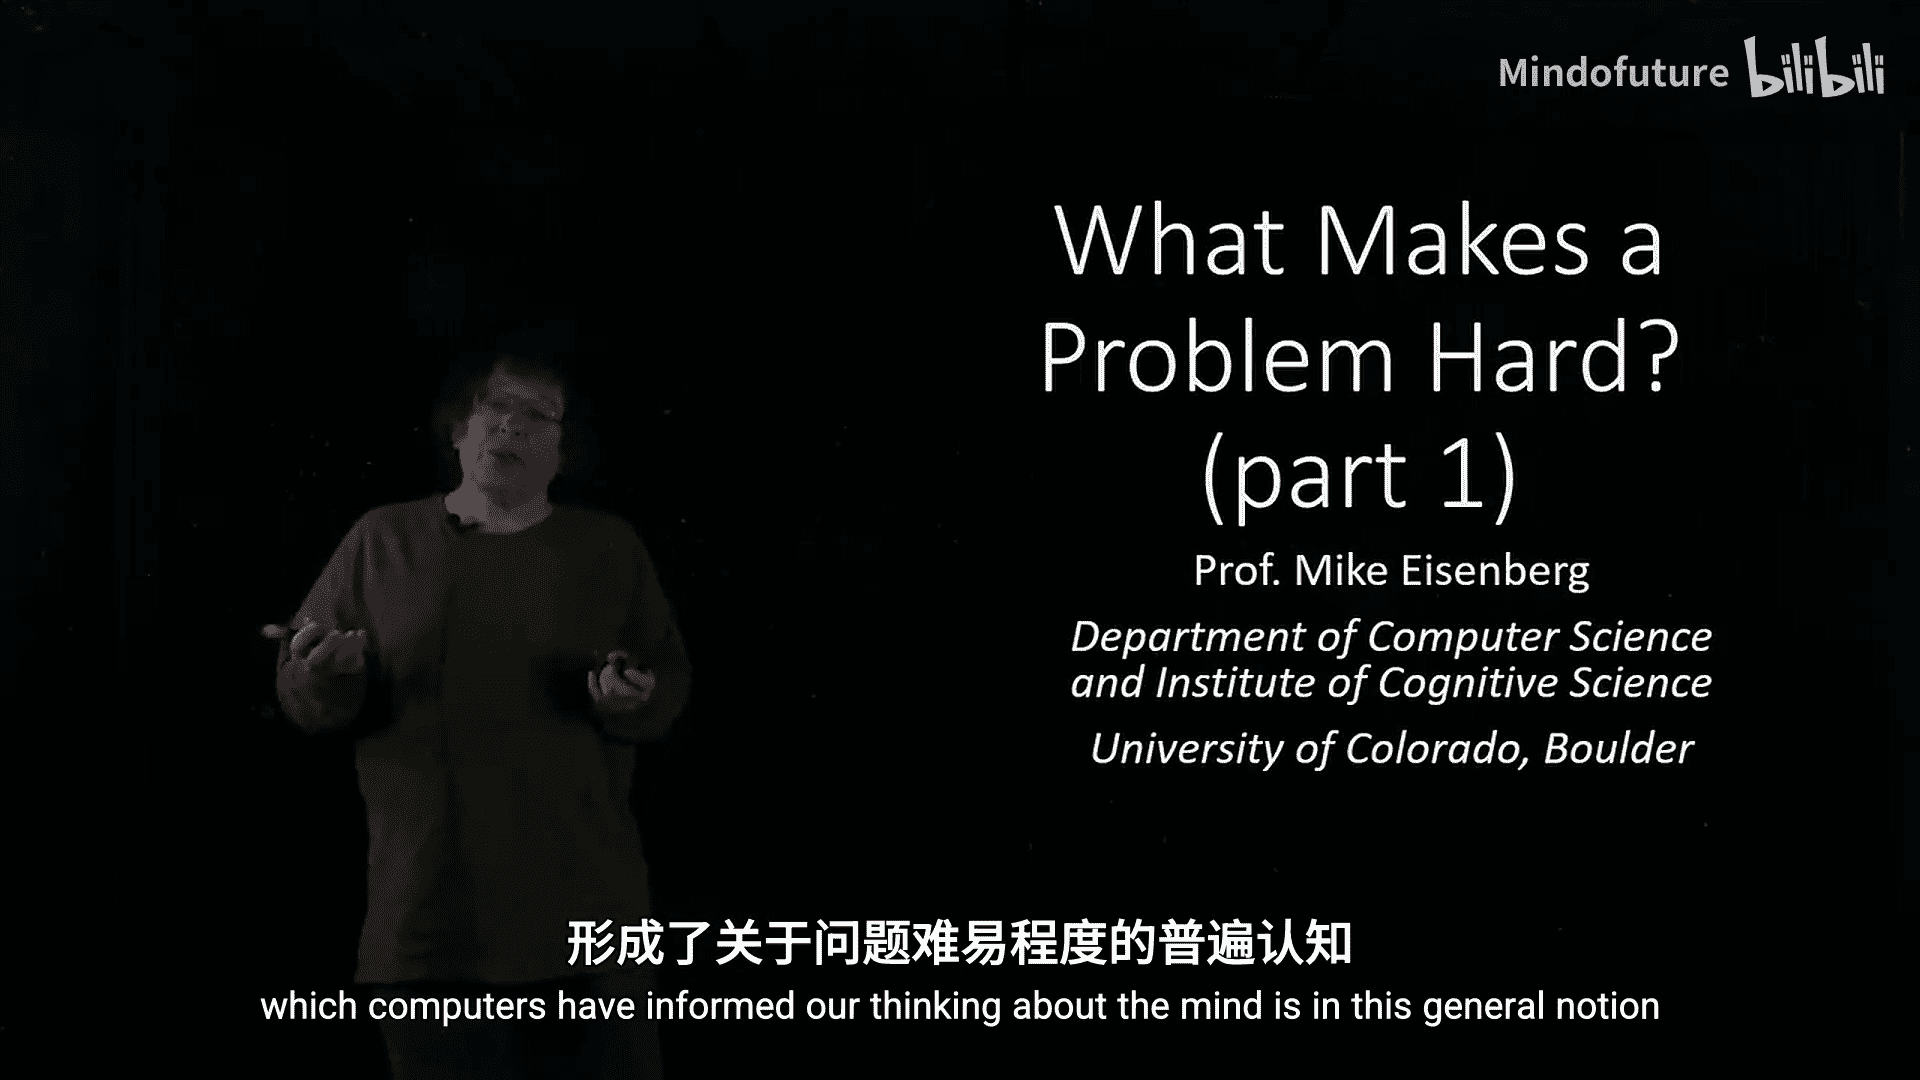 Mindofuture bilibili
What Makes a
Problem Hard?
(part 1)
Prof. Mike Eisenberg
Department of Computer Science
and Institute of Cognitive Science
University of Colorado, Boulder
形成了关于问题难易程度的普遍认知
which computers have informed our thinking about the mind is in this general notion